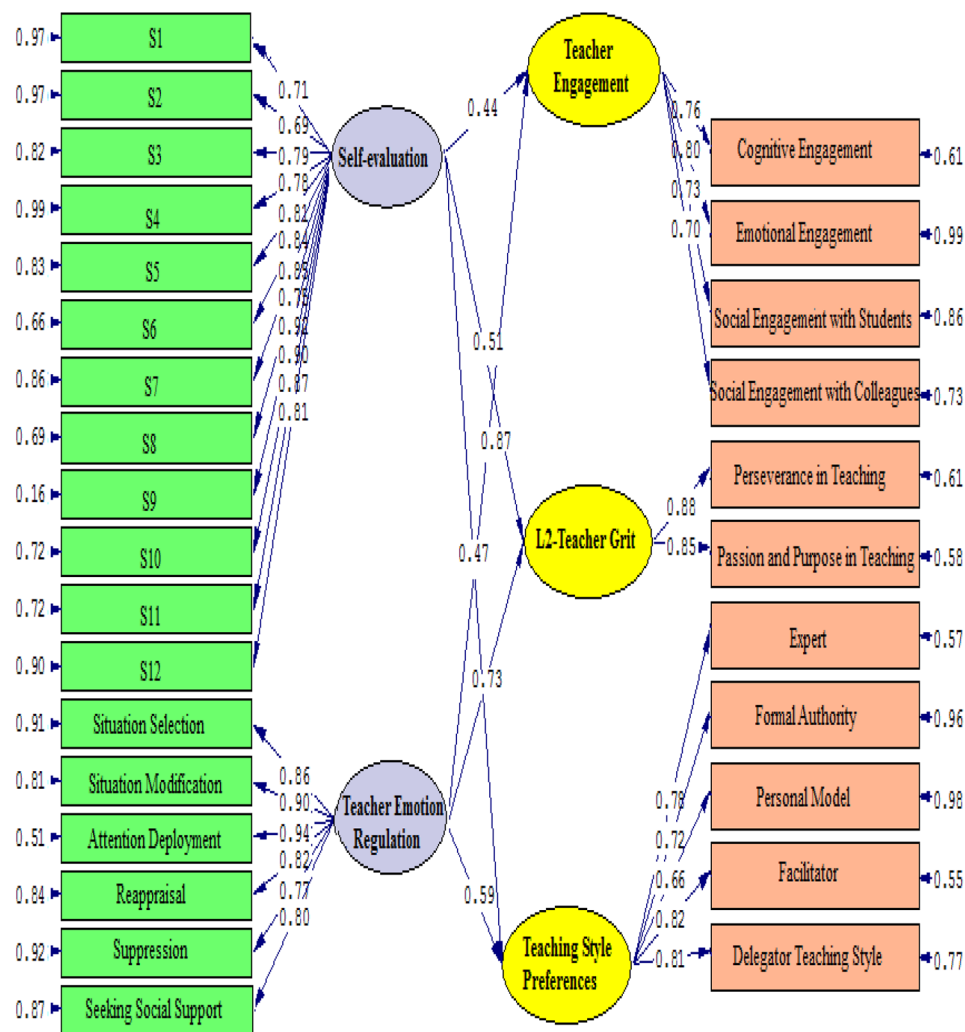 0.97
S1
0.97
S2
0.82
S3
0.99
S4
0.83
S5
0.66
S6
0.86
S7
0.69
S8
0.16
S9
0.72
S10
0.72
S11
0.90
S12
0.91
Situation Selection
0.81
Situation Modification
0.51
Attention Deployment
0.84
Reappraisal
0.92
Suppression
0.87
Seeking Social Support
0.71
0.69
0.79
0.78
0.81
0.84
0.90
0.87
0.81
Self-evaluation
0.86
0.90
0.94
0.82
0.77
0.80
Teacher Emotion
Regulation
0.44
0.51
0.87
0.47
0.73
0.59
Teacher
Engagement
L2-Teacher Grit
Teaching Style
Preferences
0.76
0.80
0.73
0.70
0.88
0.85
0.78
0.72
0.66
0.82
0.81
Cognitive Engagement
0.61
Emotional Engagement
0.99
Social Engagement with Students
0.86
Social Engagement with Colleagues
0.73
Perseverance in Teaching
0.61
Passion and Purpose in Teaching
0.58
Expert
0.57
Formal Authority
0.96
Personal Model
0.98
Facilitator
0.55
Delegator Teaching Style
0.77